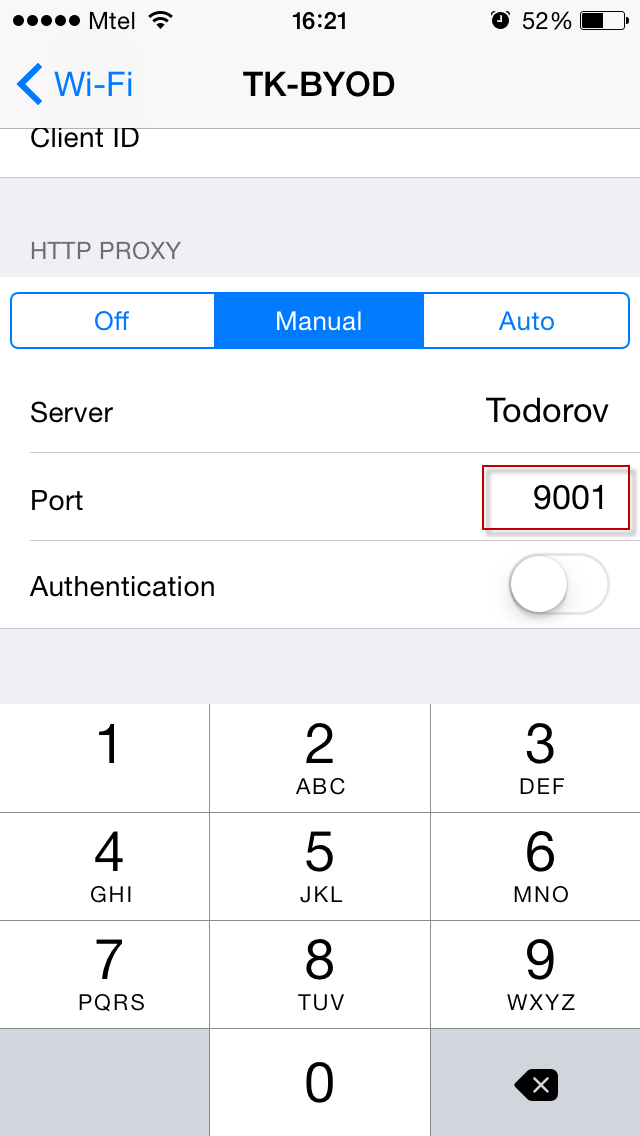 Mtel 16:21 52%
Wi-Fi TK-BYOD
Client ID
HTTP PROXY
Off Manual Auto
Server Todorov
Port 9001
Authentication
1 2 3
ABC DEF
4 5 6
GHI JKL MNO
7 8 9
PQRS TUV WXYZ
0